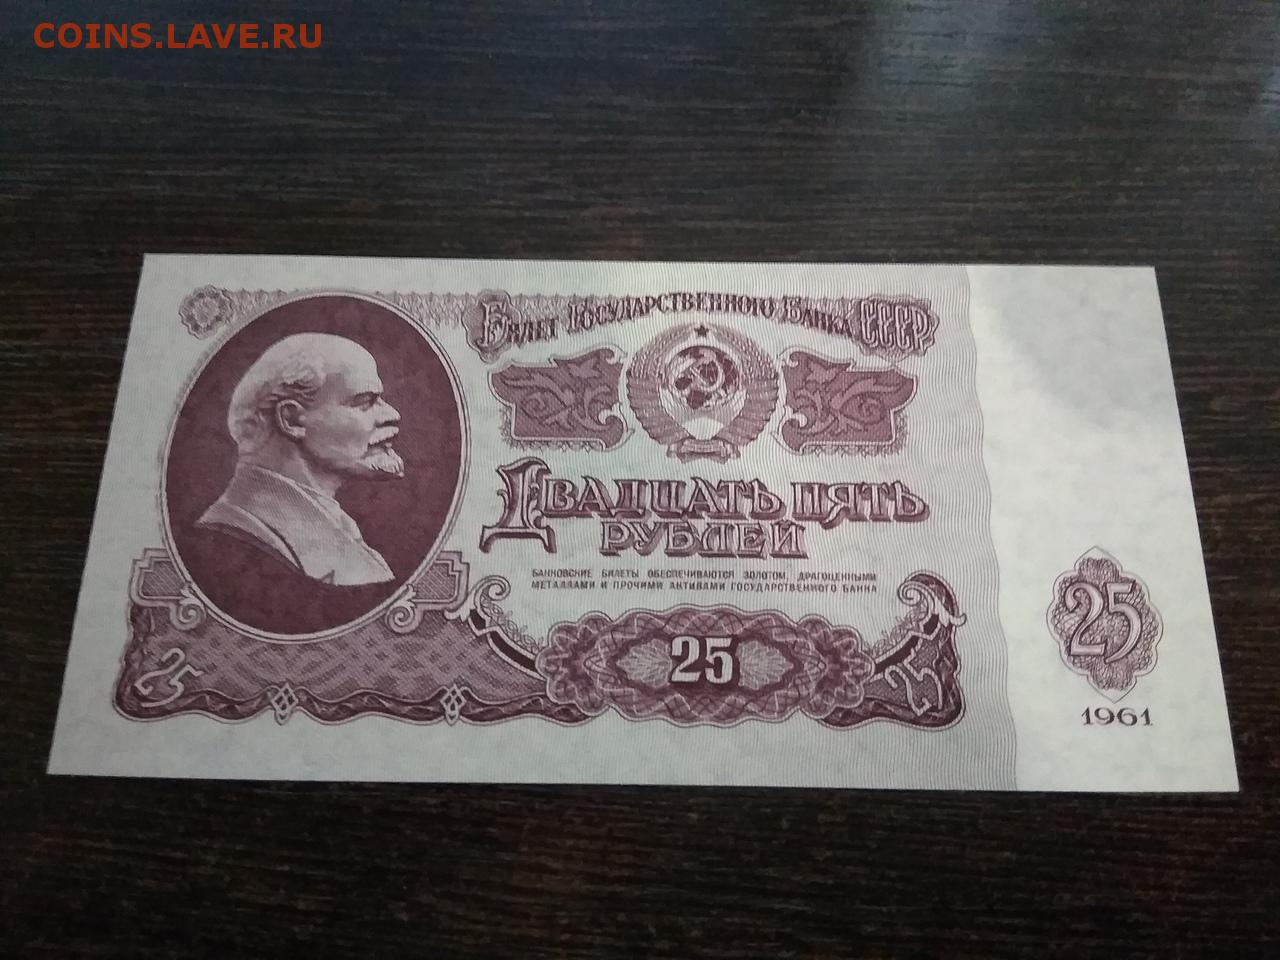 COINS.LAVE.RU
Билет Государственного Банка СССР
Двадцать пять
рублей
БАНКОВСКИЕ БИЛЕТЫ ОБЕСПЕЧИВАЮТСЯ ЗОЛОТОМ, ДРАГОЦЕННЫМИ
МЕТАЛЛАМИ И ПРОЧИМИ АКТИВАМИ ГОСУДАРСТВЕННОГО БАНКА
25
25
25
25
1961